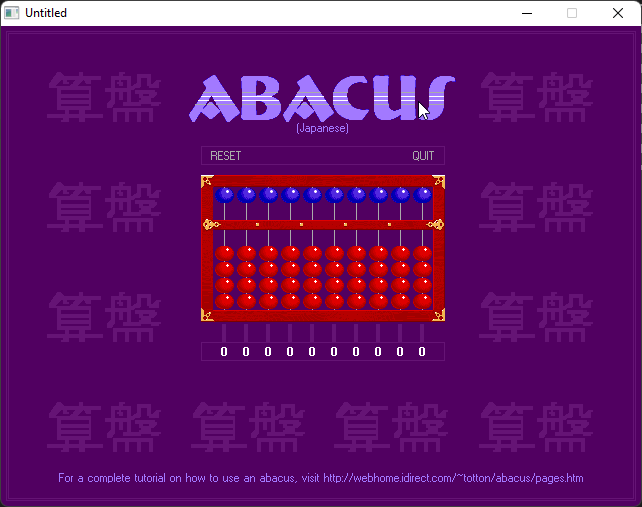 Untitled
算盤 ABACUS 算盤
(Japanese)
RESET QUIT
算盤 算盤
0 0 0 0 0 0 0 0 0 0
算盤 算盤
算盤 算盤 算盤 算盤
For a complete tutorial on how to use an abacus, visit http://webhome.idirect.com/~totton/abacus/pages.htm